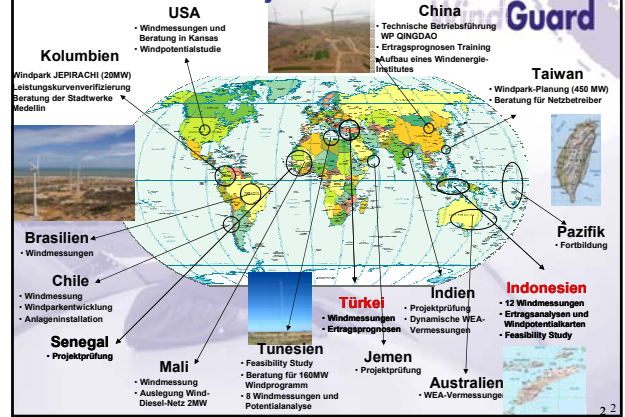 WindGuard
USA
• Windmessungen und
Beratung in Kansas
• Windpotentialstudie
China
• Technische Betriebsführung
WP QINGDAO
• Ertragsprognosen Training
•Aufbau eines Windenergie-
Institutes
Kolumbien
Windpark JEPIRACHI (20MW)
Leistungskurvenverifizierung
Beratung der Stadtwerke
Medellin
Taiwan
• Windpark-Planung (450 MW)
• Beratung für Netzbetreiber
Brasilien
• Windmessungen
Pazifik
• Fortbildung
Chile
• Windmessung
• Windparkentwicklung
• Anlageninstallation
Senegal
• Projektprüfung
Mali
• Windmessung
• Auslegung Wind-
Diesel-Netz 2MW
Tunesien
• Feasibility Study
• Beratung für 160MW
Windprogramm
• 8 Windmessungen und
Potentialanalyse
Türkei
• Windmessungen
• Ertragsprognosen
Jemen
• Projektprüfung
Indien
• Projektprüfung
• Dynamische WEA-
Vermessungen
Australien
• WEA-Vermessungen
Indonesien
• 12 Windmessungen
• Ertragsanalysen und
Windpotentialkarten
• Feasibility Study
2 2